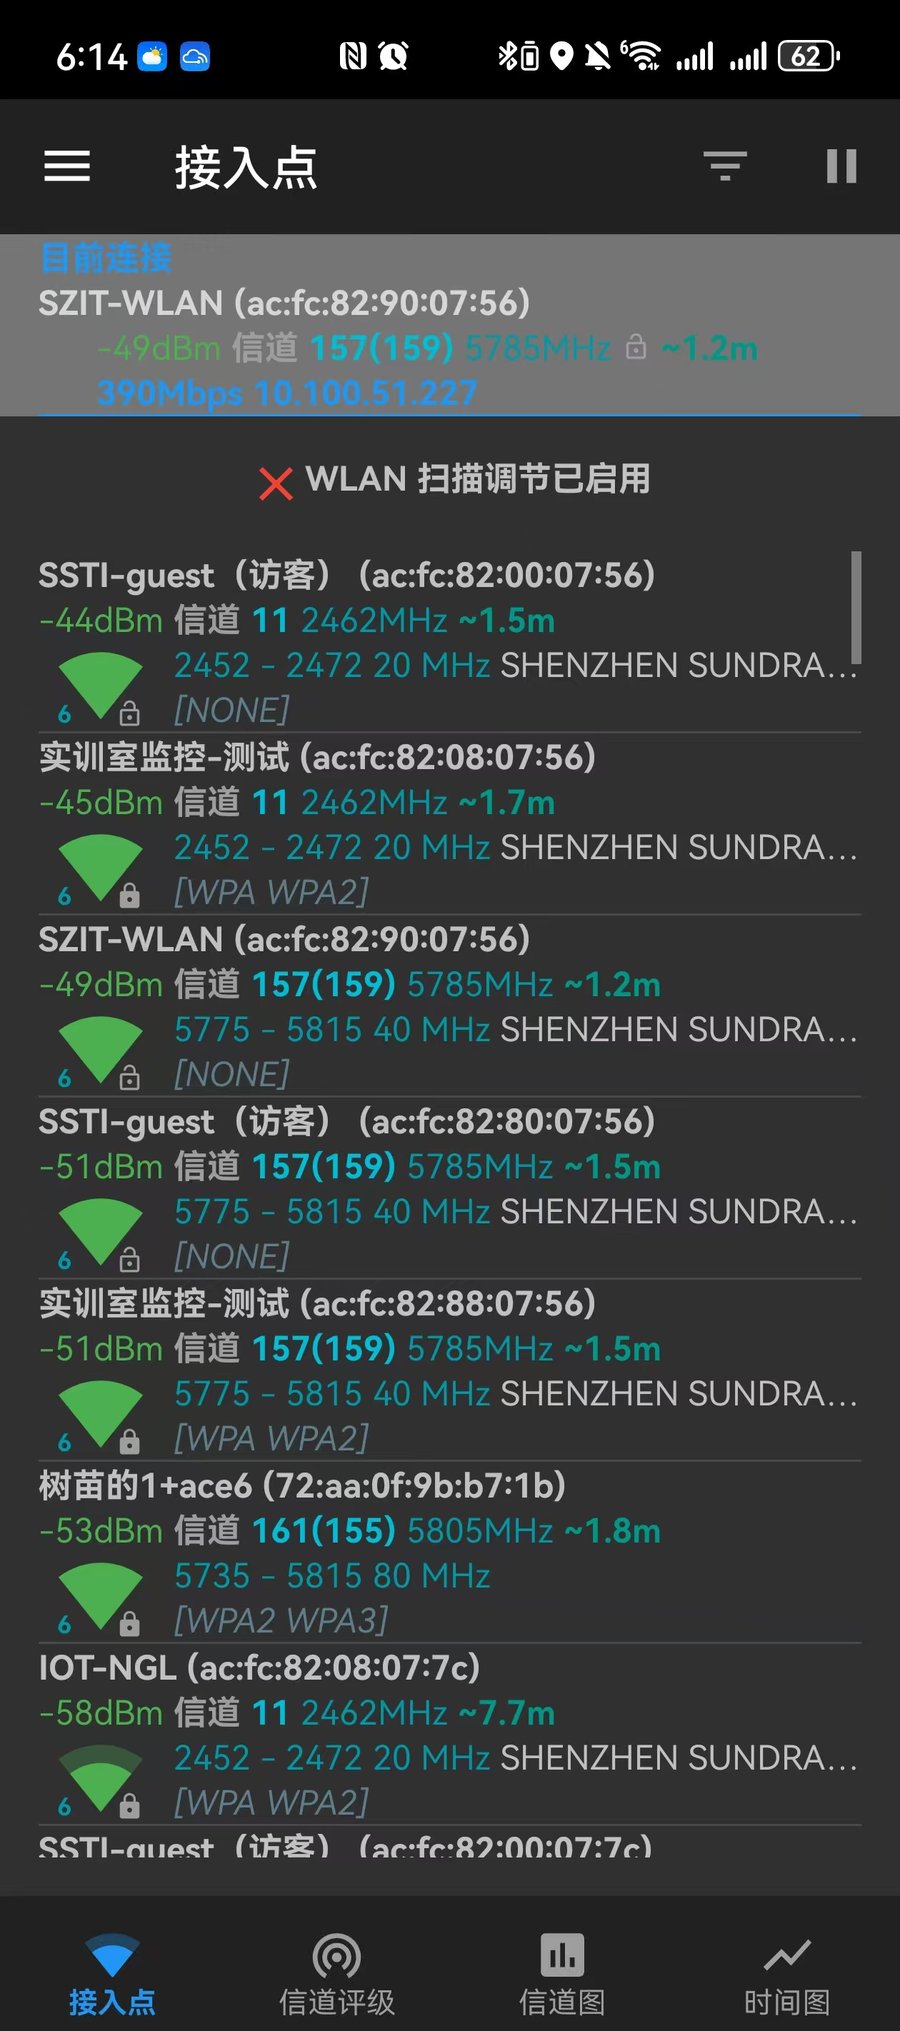 6:14
6
62
接入点
目前连接
SZIT-WLAN (ac:fc:82:90:07:56)
-49dBm 信道 157(159) 5785MHz ~1.2m
390Mbps 10.100.51.227
WLAN 扫描调节已启用
SSTI-guest（访客） (ac:fc:82:00:07:56)
-44dBm 信道 11 2462MHz ~1.5m
2452 - 2472 20 MHz SHENZHEN SUNDRA...
6 [NONE]
实训室监控-测试 (ac:fc:82:08:07:56)
-45dBm 信道 11 2462MHz ~1.7m
2452 - 2472 20 MHz SHENZHEN SUNDRA...
6 [WPA WPA2]
SZIT-WLAN (ac:fc:82:90:07:56)
-49dBm 信道 157(159) 5785MHz ~1.2m
5775 - 5815 40 MHz SHENZHEN SUNDRA...
6 [NONE]
SSTI-guest（访客） (ac:fc:82:80:07:56)
-51dBm 信道 157(159) 5785MHz ~1.5m
5775 - 5815 40 MHz SHENZHEN SUNDRA...
6 [NONE]
实训室监控-测试 (ac:fc:82:88:07:56)
-51dBm 信道 157(159) 5785MHz ~1.5m
5775 - 5815 40 MHz SHENZHEN SUNDRA...
6 [WPA WPA2]
树苗的1+ace6 (72:aa:0f:9b:b7:1b)
-53dBm 信道 161(155) 5805MHz ~1.8m
5735 - 5815 80 MHz
6 [WPA2 WPA3]
IOT-NGL (ac:fc:82:08:07:7c)
-58dBm 信道 11 2462MHz ~7.7m
2452 - 2472 20 MHz SHENZHEN SUNDRA...
6 [WPA WPA2]
SSTI-guest（访客） (ac:fc:82:00:07:7c)
接入点
信道评级
信道图
时间图